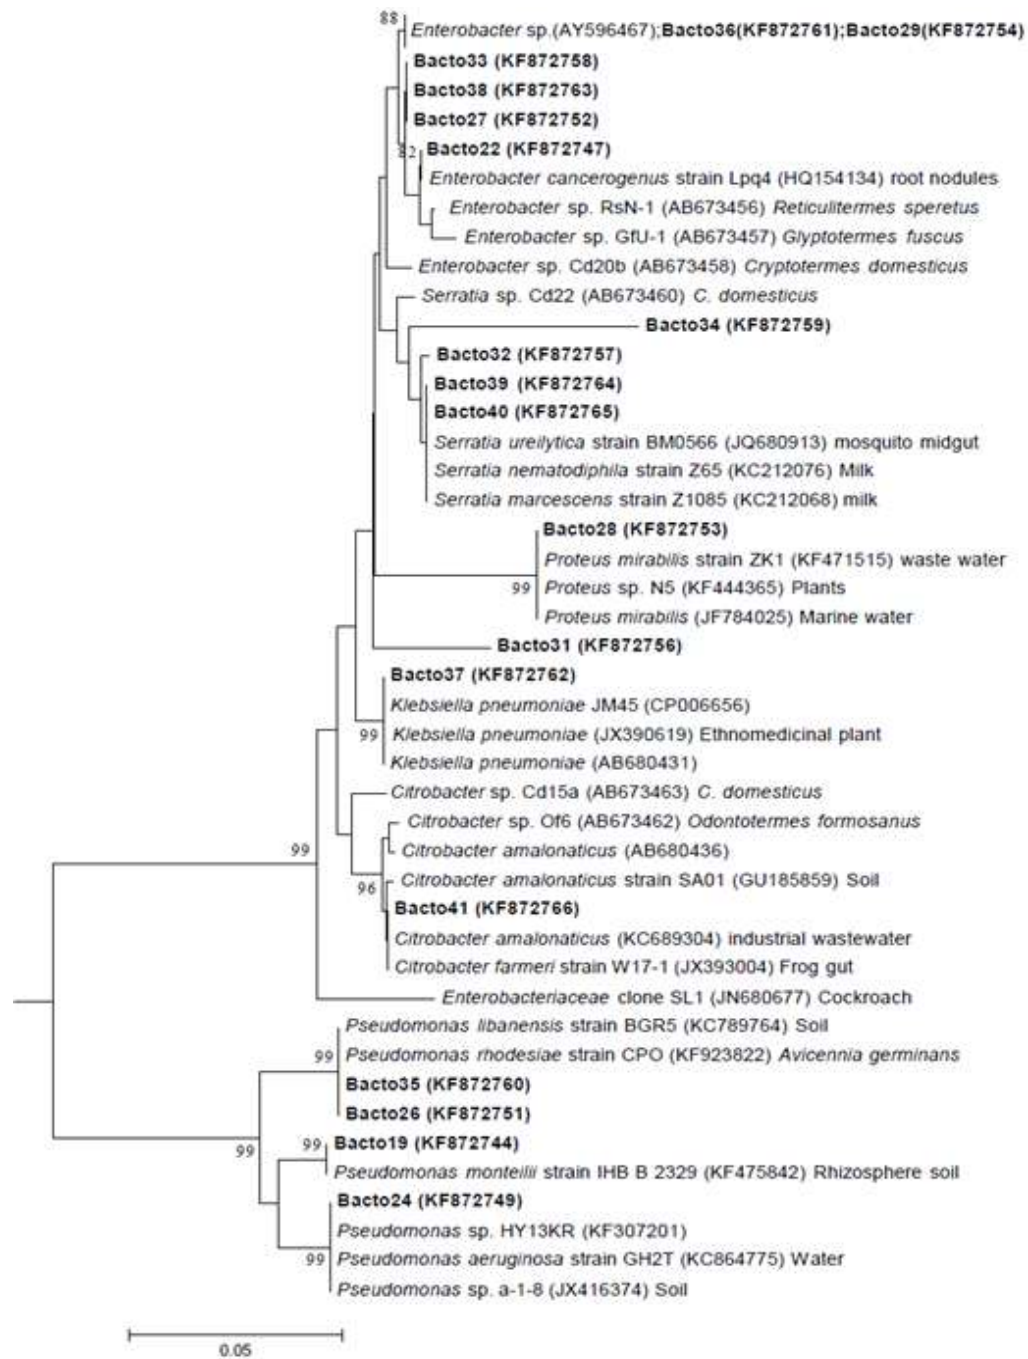 88
Enterobacter sp.(AY596467);Bacto36(KF872761);Bacto29(KF872754)
Bacto33 (KF872758)
Bacto38 (KF872763)
Bacto27 (KF872752)
82
Bacto22 (KF872747)
Enterobacter cancerogenus strain Lpq4 (HQ154134) root nodules
Enterobacter sp. RsN-1 (AB673456) Reticulitermes speretus
Enterobacter sp. GfU-1 (AB673457) Glyptotermes fuscus
Enterobacter sp. Cd20b (AB673458) Cryptotermes domesticus
Serratia sp. Cd22 (AB673460) C. domesticus
Bacto34 (KF872759)
Bacto32 (KF872757)
Bacto39 (KF872764)
Bacto40 (KF872765)
Serratia ureilytica strain BM0566 (JQ680913) mosquito midgut
Serratia nematodiphila strain Z65 (KC212076) Milk
Serratia marcescens strain Z1085 (KC212068) milk
Bacto28 (KF872753)
Proteus mirabilis strain ZK1 (KF471515) waste water
99
Proteus sp. N5 (KF444365) Plants
Proteus mirabilis (JF784025) Marine water
Bacto31 (KF872756)
Bacto37 (KF872762)
Klebsiella pneumoniae JM45 (CP006656)
99
Klebsiella pneumoniae (JX390619) Ethnomedicinal plant
Klebsiella pneumoniae (AB680431)
Citrobacter sp. Cd15a (AB673463) C. domesticus
Citrobacter sp. Of6 (AB673462) Odontotermes formosanus
99
Citrobacter amalonaticus (AB680436)
96
Citrobacter amalonaticus strain SA01 (GU185859) Soil
Bacto41 (KF872766)
Citrobacter amalonaticus (KC689304) industrial wastewater
Citrobacter farmeri strain W17-1 (JX393004) Frog gut
Enterobacteriaceae clone SL1 (JN680677) Cockroach
Pseudomonas libanensis strain BGR5 (KC789764) Soil
99
Pseudomonas rhodesiae strain CPO (KF923822) Avicennia germinans
Bacto35 (KF872760)
Bacto26 (KF872751)
99
99
Bacto19 (KF872744)
Pseudomonas monteilii strain IHB B 2329 (KF475842) Rhizosphere soil
Bacto24 (KF872749)
Pseudomonas sp. HY13KR (KF307201)
99
Pseudomonas aeruginosa strain GH2T (KC864775) Water
Pseudomonas sp. a-1-8 (JX416374) Soil
0.05